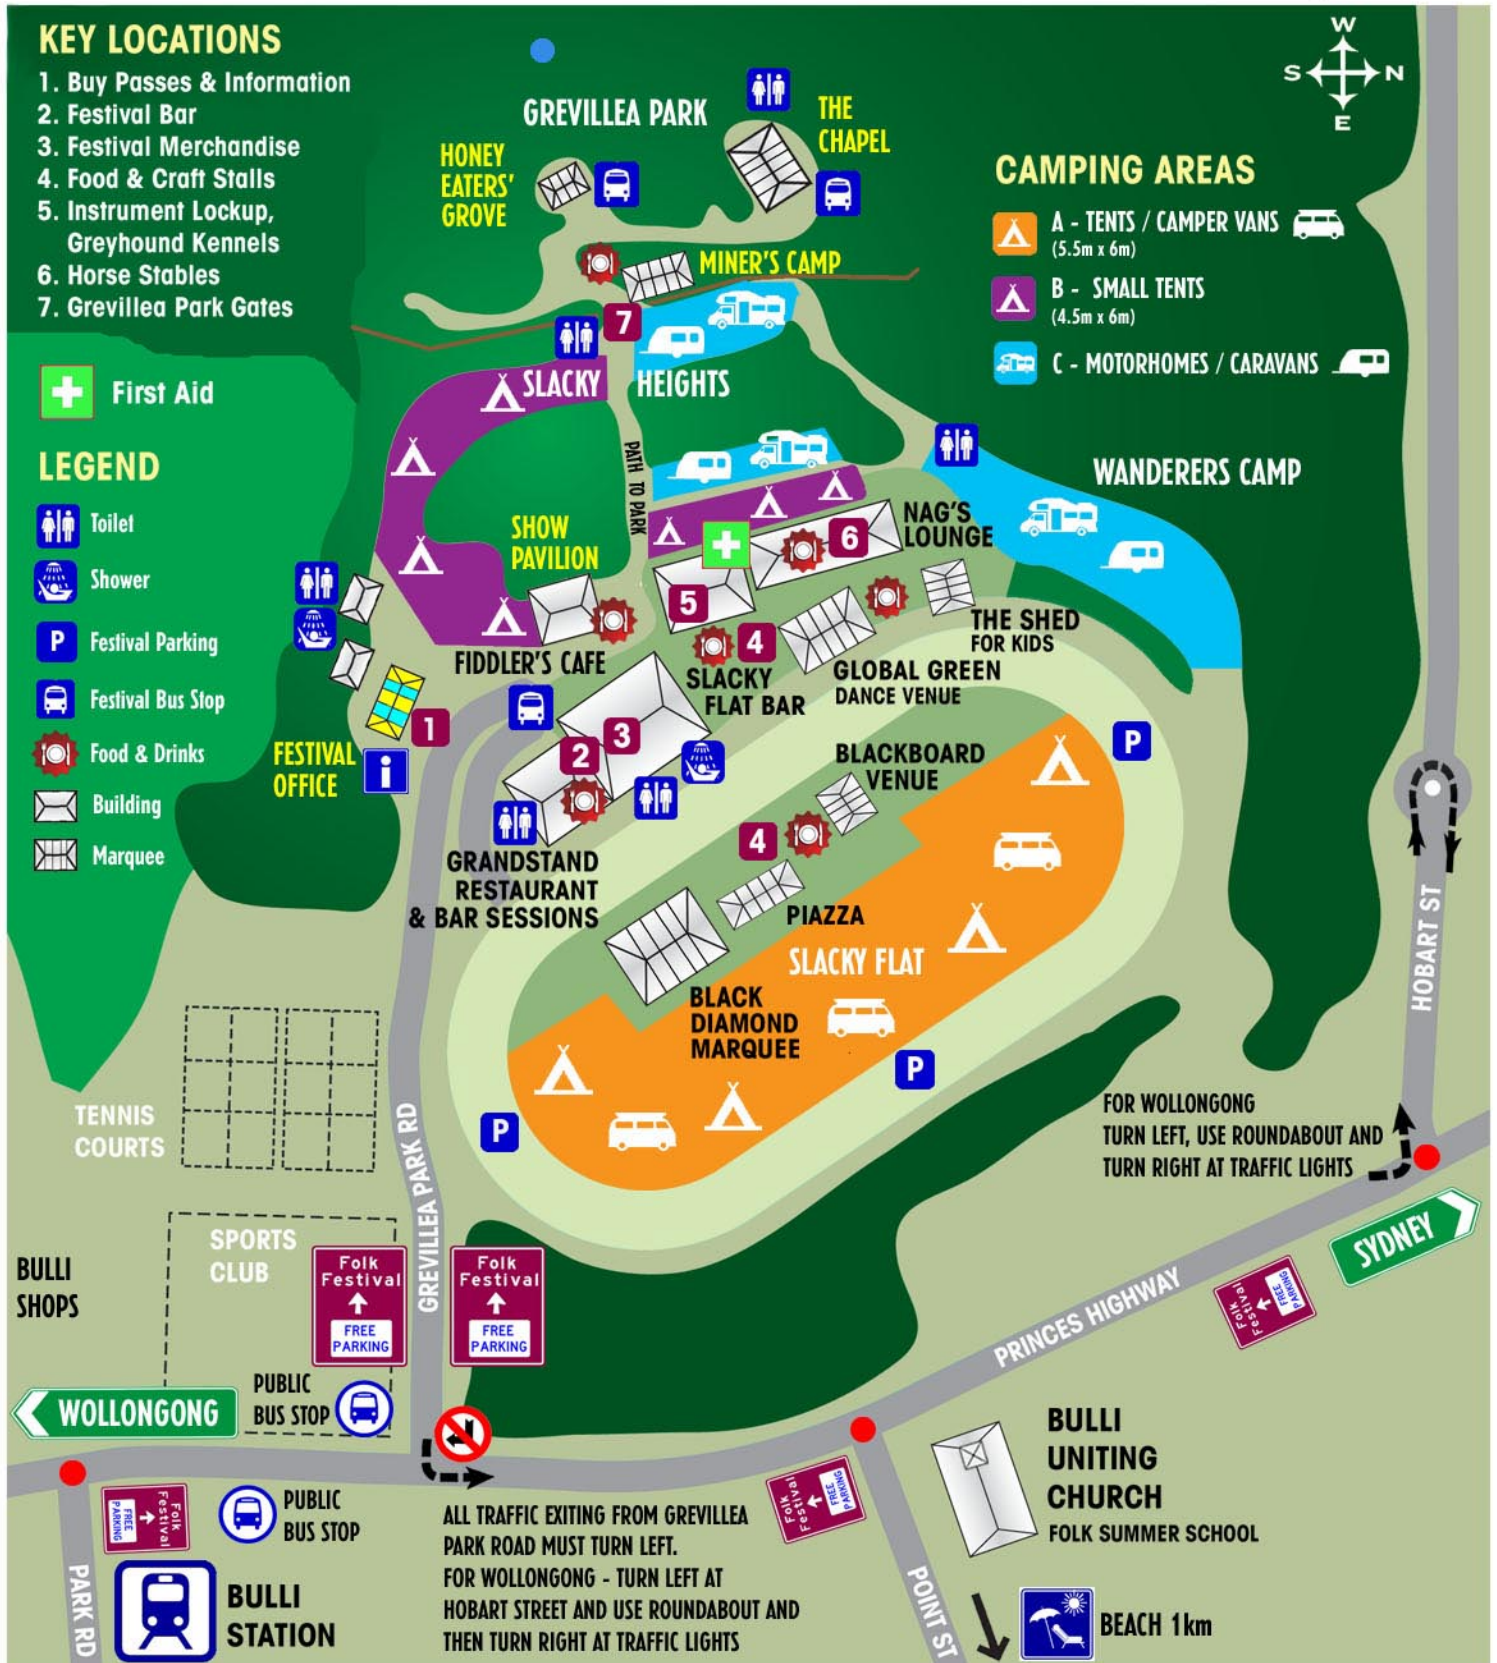 KEY LOCATIONS
1. Buy Passes & Information
2. Festival Bar
3. Festival Merchandise
4. Food & Craft Stalls
5. Instrument Lockup,
Greyhound Kennels
6. Horse Stables
7. Grevillea Park Gates
First Aid
LEGEND
Toilet
Shower
P
Festival Parking
Festival Bus Stop
Food & Drinks
Building
Marquee
W
S
N
E
GREVILLEA PARK
THE
CHAPEL
HONEY
EATERS'
GROVE
MINER'S CAMP
7
CAMPING AREAS
A - TENTS / CAMPER VANS
(5.5m x 6m)
B - SMALL TENTS
(4.5m x 6m)
C - MOTORHOMES / CARAVANS
SLACKY HEIGHTS
PATH TO PARK
WANDERERS CAMP
SHOW
PAVILION
NAG'S
LOUNGE
6
5
4
THE SHED
FOR KIDS
FIDDLER'S CAFE
SLACKY
FLAT BAR
GLOBAL GREEN
DANCE VENUE
1
FESTIVAL
OFFICE
i
3
2
BLACKBOARD
VENUE
P
4
GRANDSTAND
RESTAURANT
& BAR SESSIONS
PIAZZA
SLACKY FLAT
BLACK
DIAMOND
MARQUEE
P
P
HOBART ST
TENNIS
COURTS
GREVILLEA PARK RD
FOR WOLLONGONG
TURN LEFT, USE ROUNDABOUT AND
TURN RIGHT AT TRAFFIC LIGHTS
SPORTS
CLUB
BULLI
SHOPS
Folk
Festival
FREE
PARKING
Folk
Festival
FREE
PARKING
SYDNEY
PRINCES HIGHWAY
Folk
Festival
FREE
PARKING
WOLLONGONG
PUBLIC
BUS STOP
BULLI
UNITING
CHURCH
FOLK SUMMER SCHOOL
Folk
Festival
FREE
PARKING
Folk
Festival
FREE
PARKING
PUBLIC
BUS STOP
ALL TRAFFIC EXITING FROM GREVILLEA
PARK ROAD MUST TURN LEFT.
FOR WOLLONGONG - TURN LEFT AT
HOBART STREET AND USE ROUNDABOUT AND
THEN TURN RIGHT AT TRAFFIC LIGHTS
PARK RD
BULLI
STATION
POINT ST
BEACH 1km